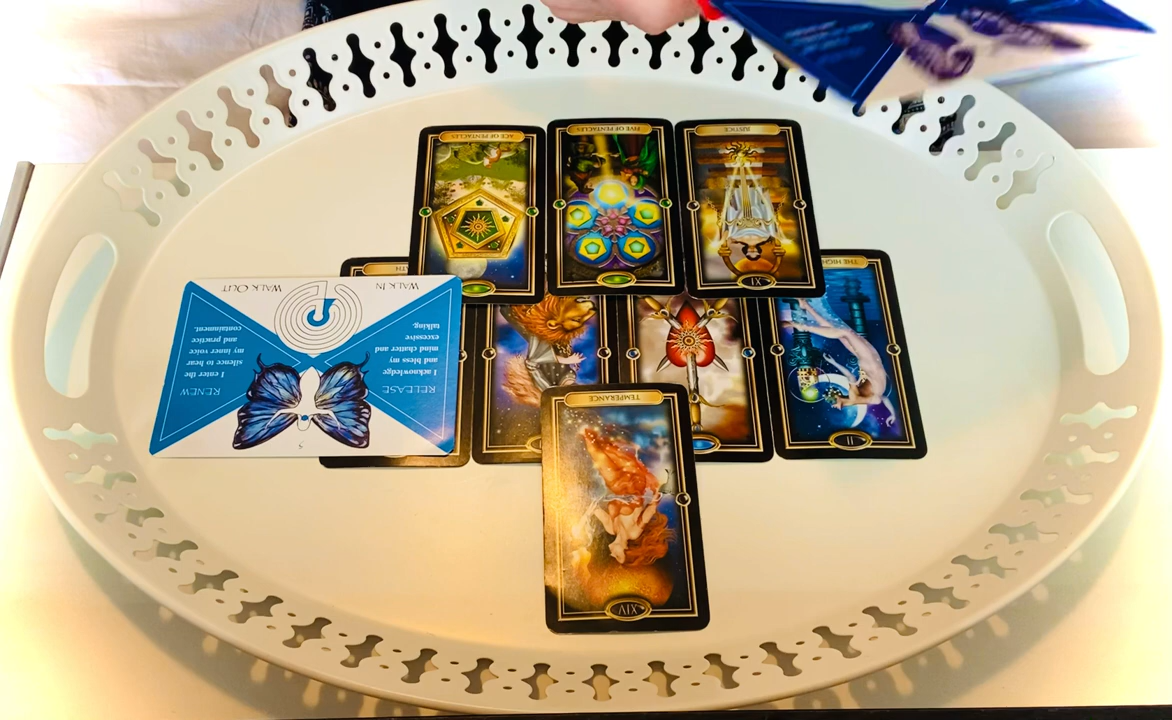 ACE OF PENTACLES
FIVE OF PENTACLES
JUSTICE
XI
THE HIGH
II
TEMPERANCE
XIV
5
RELEASE
I acknowledge
and bless my
mind chatter and
excessive
talking.
RENEW
I enter the
silence to hear
my inner voice
and practice
containment.
WALK IN
WALK OUT